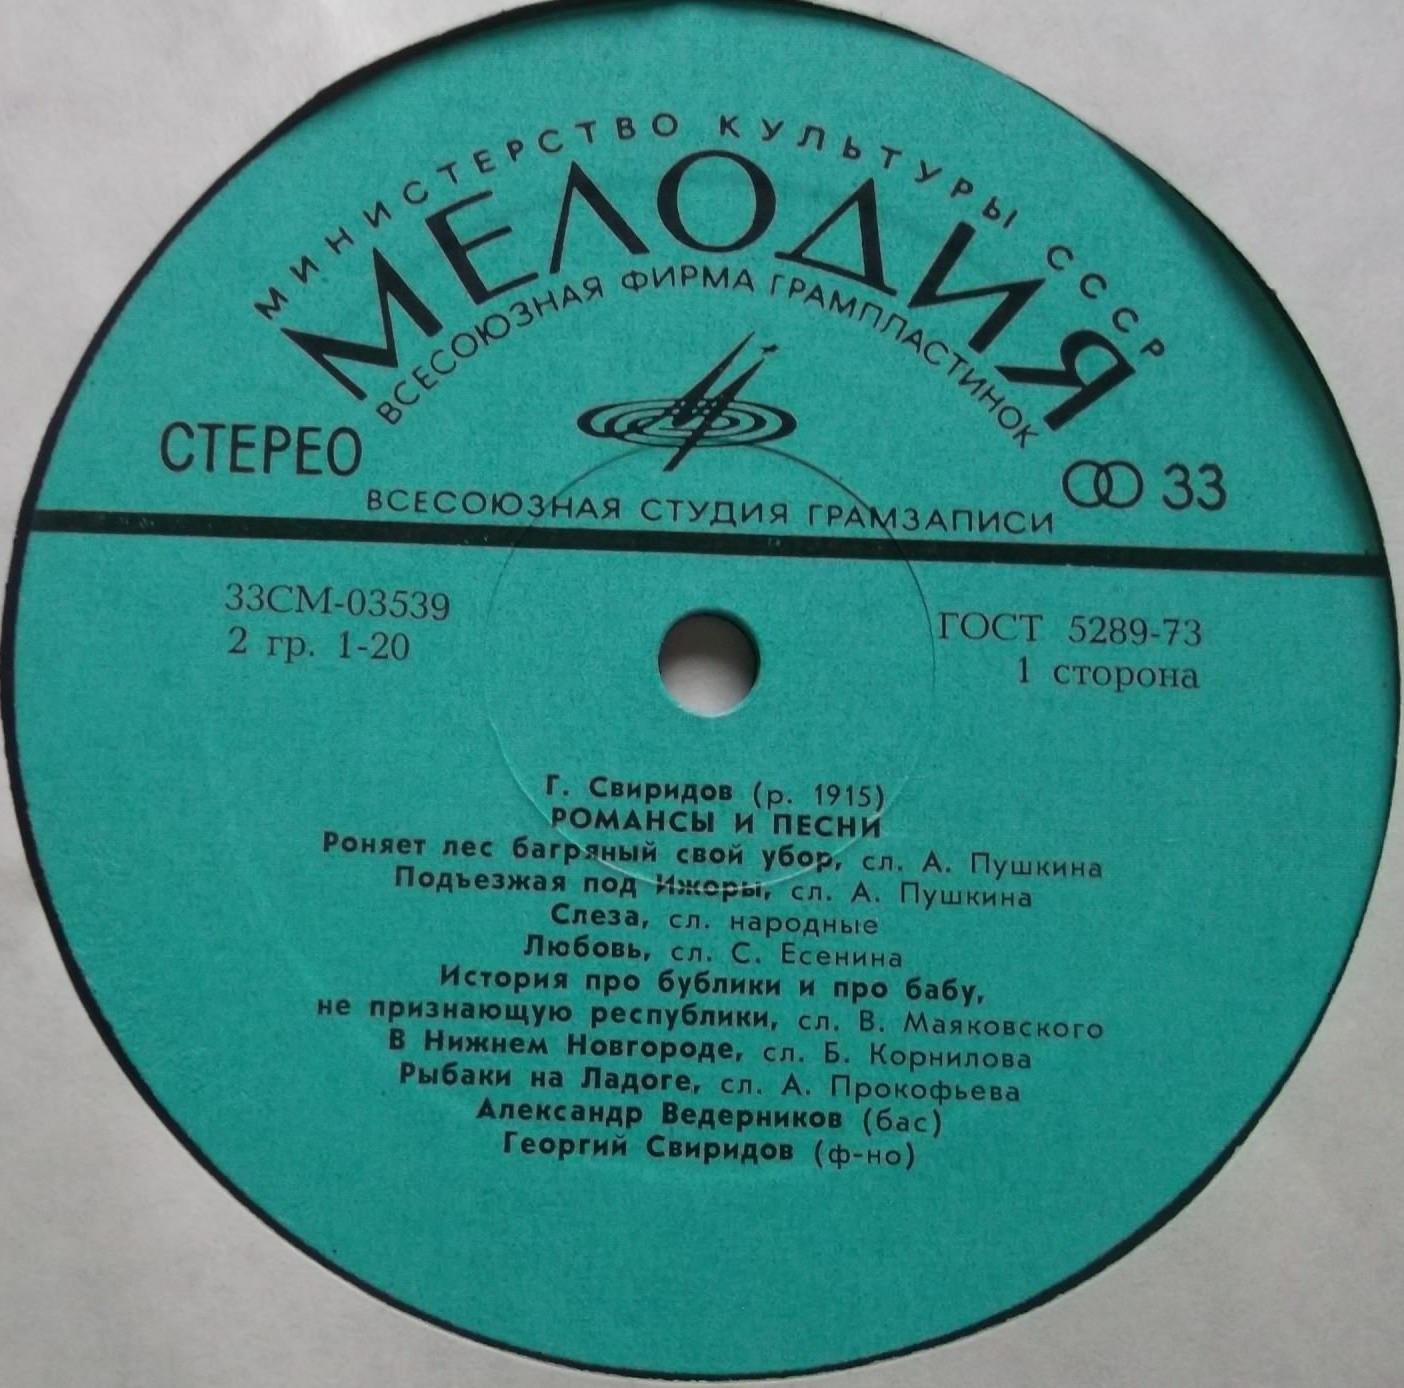 МИНИСТЕРСТВО КУЛЬТУРЫ СССР
МЕЛОДИЯ
ВСЕСОЮЗНАЯ ФИРМА ГРАМПЛАСТИНОК
СТЕРЕО
33
ВСЕСОЮЗНАЯ СТУДИЯ ГРАМЗАПИСИ
33СМ-03539
2 гр. 1-20
ГОСТ 5289-73
1 сторона
Г. Свиридов (р. 1915)
РОМАНСЫ И ПЕСНИ
Роняет лес багряный свой убор, сл. А. Пушкина
Подъезжая под Ижоры, сл. А. Пушкина
Слеза, сл. народные
Любовь, сл. С. Есенина
История про бублики и про бабу,
не признающую республики, сл. В. Маяковского
В Нижнем Новгороде, сл. Б. Корнилова
Рыбаки на Ладоге, сл. А. Прокофьева
Александр Ведерников (бас)
Георгий Свиридов (ф-но)